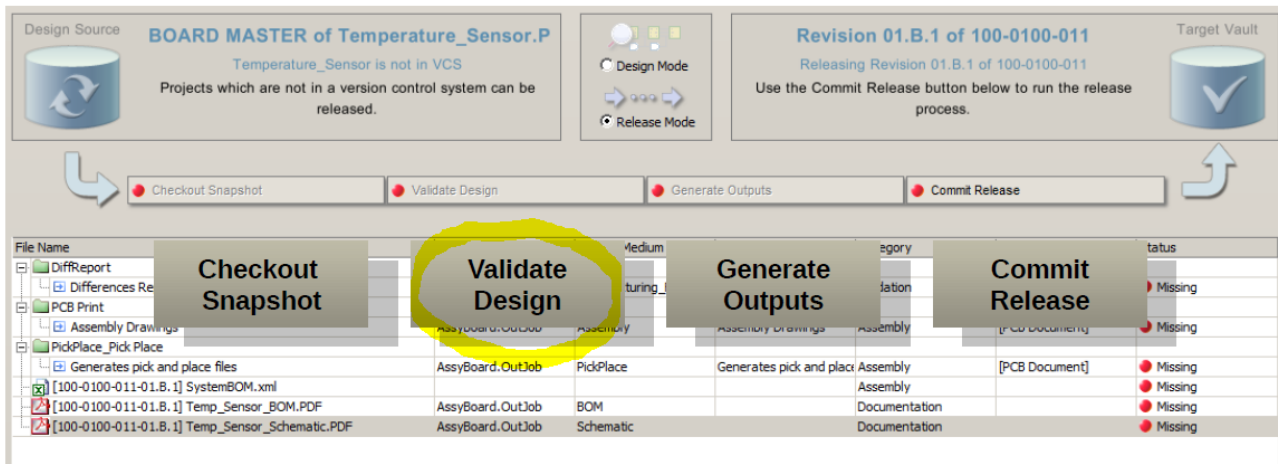 Design Source
BOARD MASTER of Temperature_Sensor.P
Temperature_Sensor is not in VCS
Projects which are not in a version control system can be
released.
Design Mode
Release Mode
Revision 01.B.1 of 100-0100-011
Releasing Revision 01.B.1 of 100-0100-011
Use the Commit Release button below to run the release
process.
Target Vault
Checkout Snapshot
Validate Design
Generate Outputs
Commit Release
File Name
Medium
egory
tatus
Checkout
Snapshot
Validate
Design
Generate
Outputs
Commit
Release
DiffReport
Differences Re
turing_
dation
Missing
PCB Print
Assembly Drawings
AssyBoard.OutJob
Assembly
Assembly Drawings
Assembly
[PCB Document]
Missing
PickPlace_Pick Place
Generates pick and place files
AssyBoard.OutJob
PickPlace
Generates pick and place
Assembly
[PCB Document]
Missing
[100-0100-011-01.B.1] SystemBOM.xml
Assembly
Missing
[100-0100-011-01.B.1] Temp_Sensor_BOM.PDF
AssyBoard.OutJob
BOM
Documentation
Missing
[100-0100-011-01.B.1] Temp_Sensor_Schematic.PDF
AssyBoard.OutJob
Schematic
Documentation
Missing